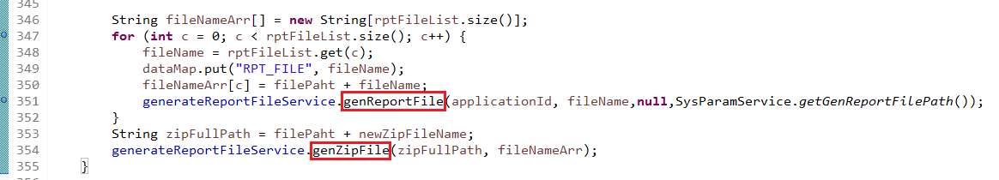 345
346 String fileNameArr[] = new String[rptFileList.size()];
347 for (int c = 0; c < rptFileList.size(); c++) {
348 fileName = rptFileList.get(c);
349 dataMap.put("RPT_FILE", fileName);
350 fileNameArr[c] = filePaht + fileName;
351 generateReportFileService.genReportFile(applicationId, fileName,null,SysParamService.getGenReportFilePath());
352 }
353 String zipFullPath = filePaht + newZipFileName;
354 generateReportFileService.genZipFile(zipFullPath, fileNameArr);
355 }